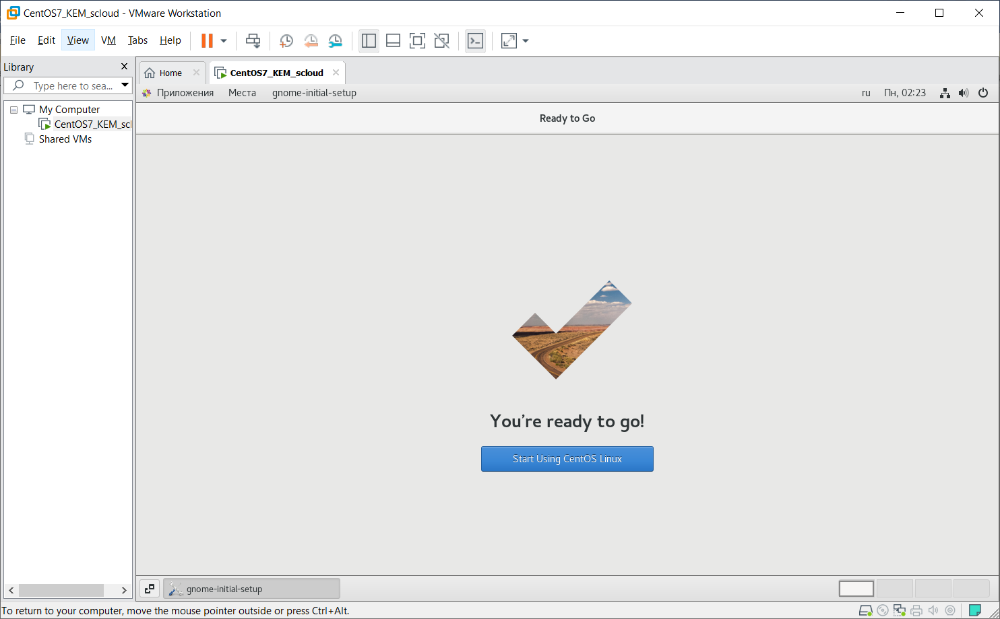 CentOS7_KEM_scloud - VMware Workstation
File Edit View VM Tabs Help
Library
Home CentOS7_KEM_scloud
Type here to sea...
Приложения Места gnome-initial-setup ru Пн, 02:23
My Computer
CentOS7_KEM_scl
Shared VMs
Ready to Go
You're ready to go!
Start Using CentOS Linux
gnome-initial-setup
To return to your computer, move the mouse pointer outside or press Ctrl+Alt.